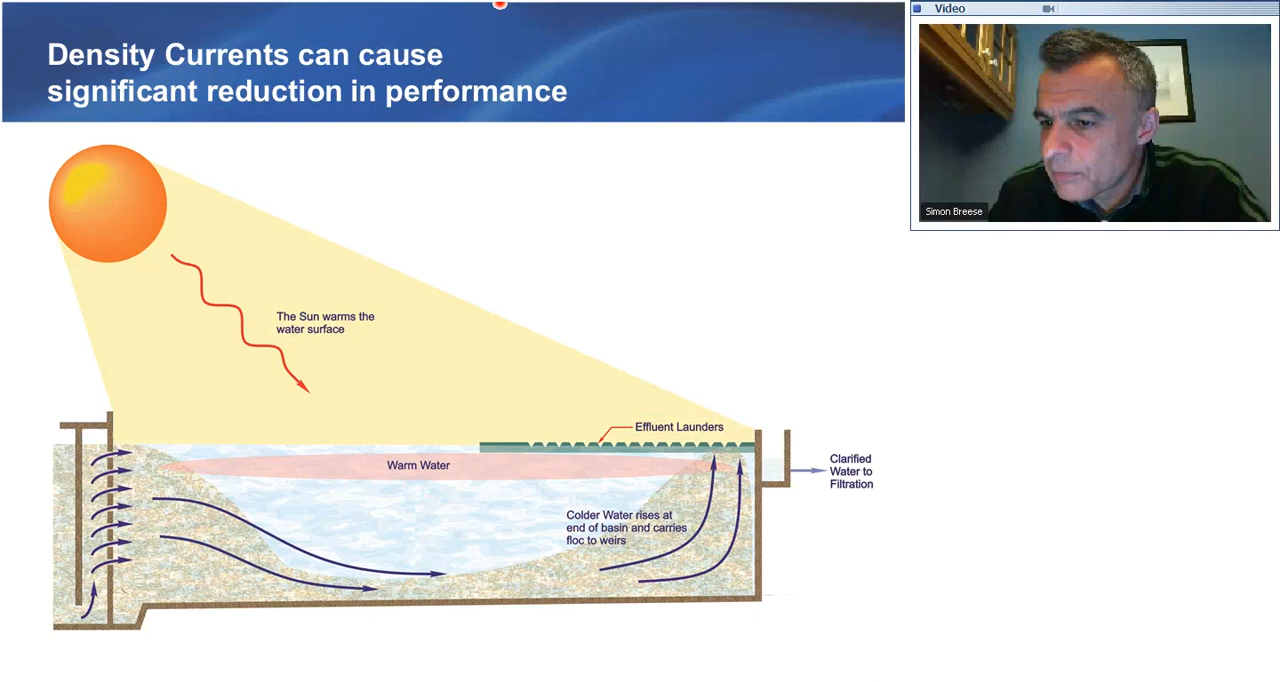 Density Currents can cause
significant reduction in performance
Video
Simon Breese
The Sun warms the
water surface
Effluent Launders
Warm Water
Clarified
Water to
Filtration
Colder Water rises at
end of basin and carries
floc to weirs